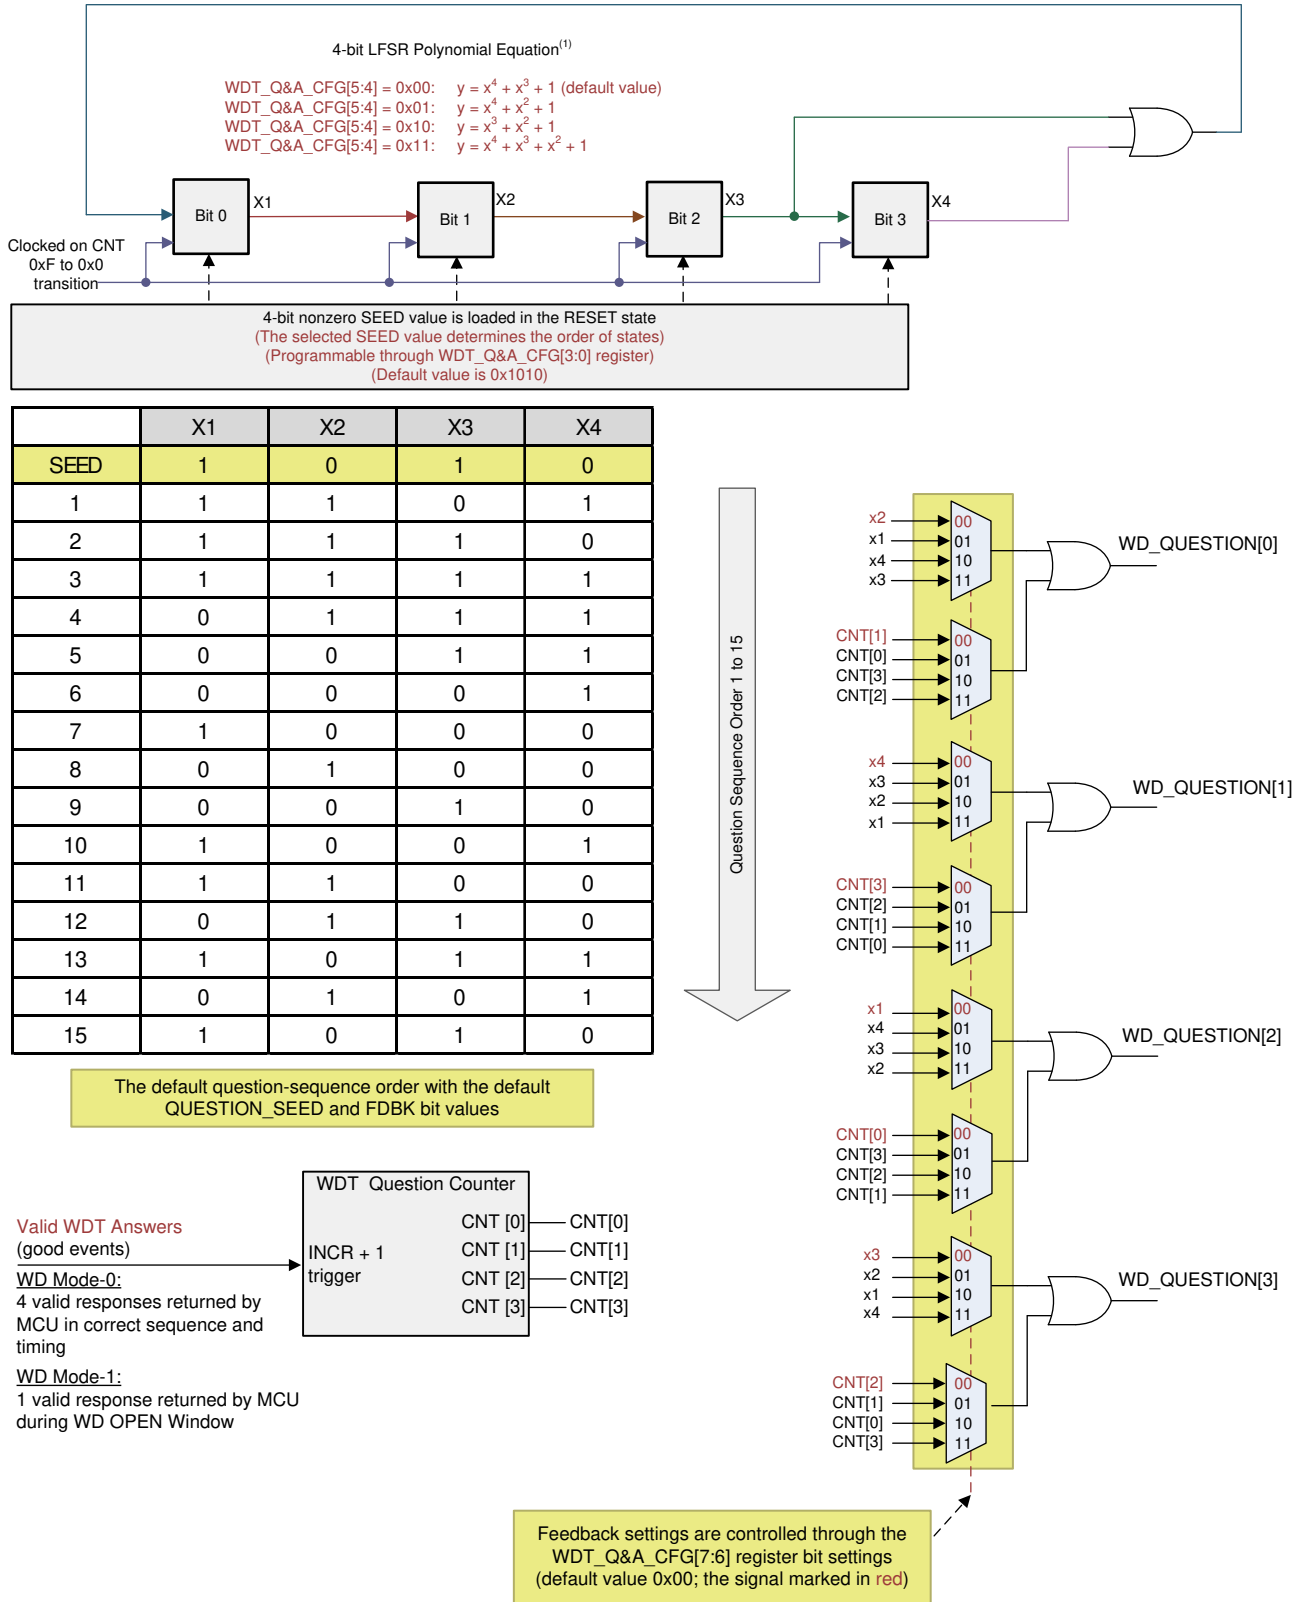 4-bit LFSR Polynomial Equation(1)
WDT_Q&A_CFG[5:4] = 0x00: y = x4 + x3 + 1 (default value)
WDT_Q&A_CFG[5:4] = 0x01: y = x4 + x2 + 1
WDT_Q&A_CFG[5:4] = 0x10: y = x3 + x2 + 1
WDT_Q&A_CFG[5:4] = 0x11: y = x4 + x3 + x2 + 1
Bit 0 X1 Bit 1 X2 Bit 2 X3 Bit 3 X4
Clocked on CNT
0xF to 0x0
transition
4-bit nonzero SEED value is loaded in the RESET state
(The selected SEED value determines the order of states)
(Programmable through WDT_Q&A_CFG[3:0] register)
(Default value is 0x1010)
X1 X2 X3 X4
SEED 1 0 1 0
1 1 1 0 1
2 1 1 1 0
3 1 1 1 1
4 0 1 1 1
5 0 0 1 1
6 0 0 0 1
7 1 0 0 0
8 0 1 0 0
9 0 0 1 0
10 1 0 0 1
11 1 1 0 0
12 0 1 1 0
13 1 0 1 1
14 0 1 0 1
15 1 0 1 0
The default question-sequence order with the default
QUESTION_SEED and FDBK bit values
Question Sequence Order 1 to 15
x2 00
x1 01
x4 10
x3 11
WD_QUESTION[0]
CNT[1] 00
CNT[0] 01
CNT[3] 10
CNT[2] 11
x4 00
x3 01
x2 10
x1 11
WD_QUESTION[1]
CNT[3] 00
CNT[2] 01
CNT[1] 10
CNT[0] 11
x1 00
x4 01
x3 10
x2 11
WD_QUESTION[2]
CNT[0] 00
CNT[3] 01
CNT[2] 10
CNT[1] 11
x3 00
x2 01
x1 10
x4 11
WD_QUESTION[3]
CNT[2] 00
CNT[1] 01
CNT[0] 10
CNT[3] 11
Feedback settings are controlled through the
WDT_Q&A_CFG[7:6] register bit settings
(default value 0x00; the signal marked in red)
WDT Question Counter
CNT [0] CNT[0]
CNT [1] CNT[1]
CNT [2] CNT[2]
CNT [3] CNT[3]
INCR + 1
trigger
Valid WDT Answers
(good events)
WD Mode-0:
4 valid responses returned by
MCU in correct sequence and
timing
WD Mode-1:
1 valid response returned by MCU
during WD OPEN Window